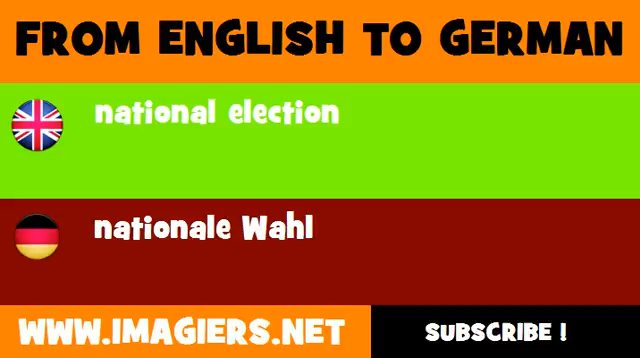 FROM ENGLISH TO GERMAN
national election
nationale Wahl
WWW.IMAGIERS.NET
SUBSCRIBE !